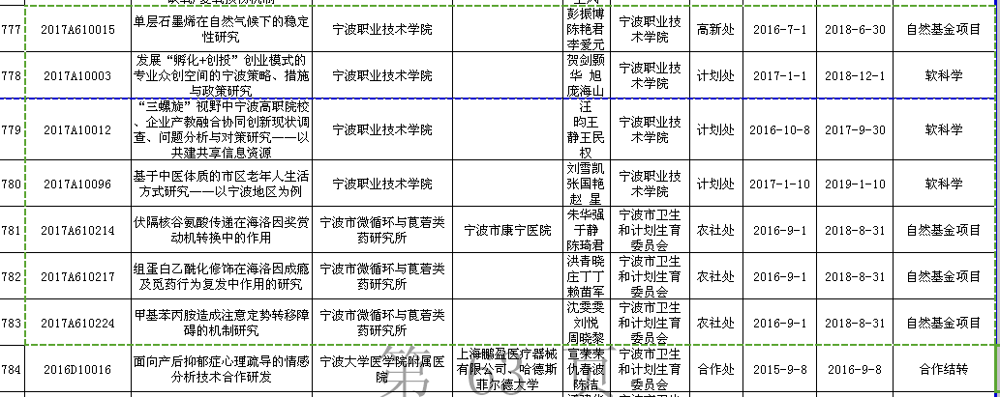 777 2017A610015 单层石墨烯在自然气候下的稳定性研究 宁波职业技术学院 彭振博 陈艳君 李爱元 宁波职业技术学院 高新处 2016-7-1 2018-6-30 自然基金项目
778 2017A10003 发展“孵化+创投”创业模式的专业众创空间的宁波策略、措施与政策研究 宁波职业技术学院 贺剑颢 华 旭 庞海山 宁波职业技术学院 计划处 2017-1-1 2018-12-1 软科学
779 2017A10012 “三螺旋”视野中宁波高职院校、企业产教融合协同创新现状调查、问题分析与对策研究——以共建共享信息资源 宁波职业技术学院 汪 昀王 静王民 权 宁波职业技术学院 计划处 2016-10-8 2017-9-30 软科学
780 2017A10096 基于中医体质的市区老年人生活方式研究——以宁波地区为例 宁波职业技术学院 刘雪凯 张国艳 赵 星 宁波职业技术学院 计划处 2017-1-10 2019-1-10 软科学
781 2017A610214 伏隔核谷氨酸传递在海洛因奖赏动机转换中的作用 宁波市微循环与莨菪类药研究所 宁波市康宁医院 朱华强 于静 陈琦君 宁波市卫生和计划生育委员会 农社处 2016-9-1 2018-8-31 自然基金项目
782 2017A610217 组蛋白乙酰化修饰在海洛因成瘾及觅药行为复发中作用的研究 宁波市微循环与莨菪类药研究所 洪青晓 庄丁丁 赖苗军 宁波市卫生和计划生育委员会 农社处 2016-9-1 2018-8-31 自然基金项目
783 2017A610224 甲基苯丙胺造成注意定势转移障碍的机制研究 宁波市微循环与莨菪类药研究所 沈雯雯 刘悦 周晓黎 宁波市卫生和计划生育委员会 农社处 2016-9-1 2018-8-31 自然基金项目
784 2016D10016 面向产后抑郁症心理疏导的情感分析技术合作研发 宁波大学医学院附属医院 上海鹏盈医疗器械有限公司、哈德斯菲尔德大学 宣荣荣 仇春波 陈洁 宁波市卫生和计划生育委员会 合作处 2015-9-8 2016-9-8 合作结转
第 63 页